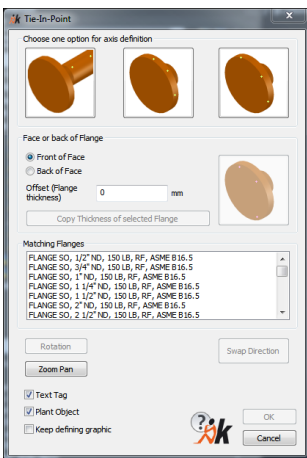 Tie-In-Point
x
Choose one option for axis definition
Face or back of Flange
Front of Face
Back of Face
Offset (Flange
thickness)
0
mm
Copy Thickness of selected Flange
Matching Flanges
FLANGE SO, 1/2" ND, 150 LB, RF, ASME B16.5
FLANGE SO, 3/4" ND, 150 LB, RF, ASME B16.5
FLANGE SO, 1" ND, 150 LB, RF, ASME B16.5
FLANGE SO, 1 1/4" ND, 150 LB, RF, ASME B16.5
FLANGE SO, 1 1/2" ND, 150 LB, RF, ASME B16.5
FLANGE SO, 2" ND, 150 LB, RF, ASME B16.5
FLANGE SO, 2 1/2" ND, 150 LB, RF, ASME B16.5
Rotation
Swap Direction
Zoom Pan
Text Tag
Plant Object
Keep defining graphic
?
OK
Cancel